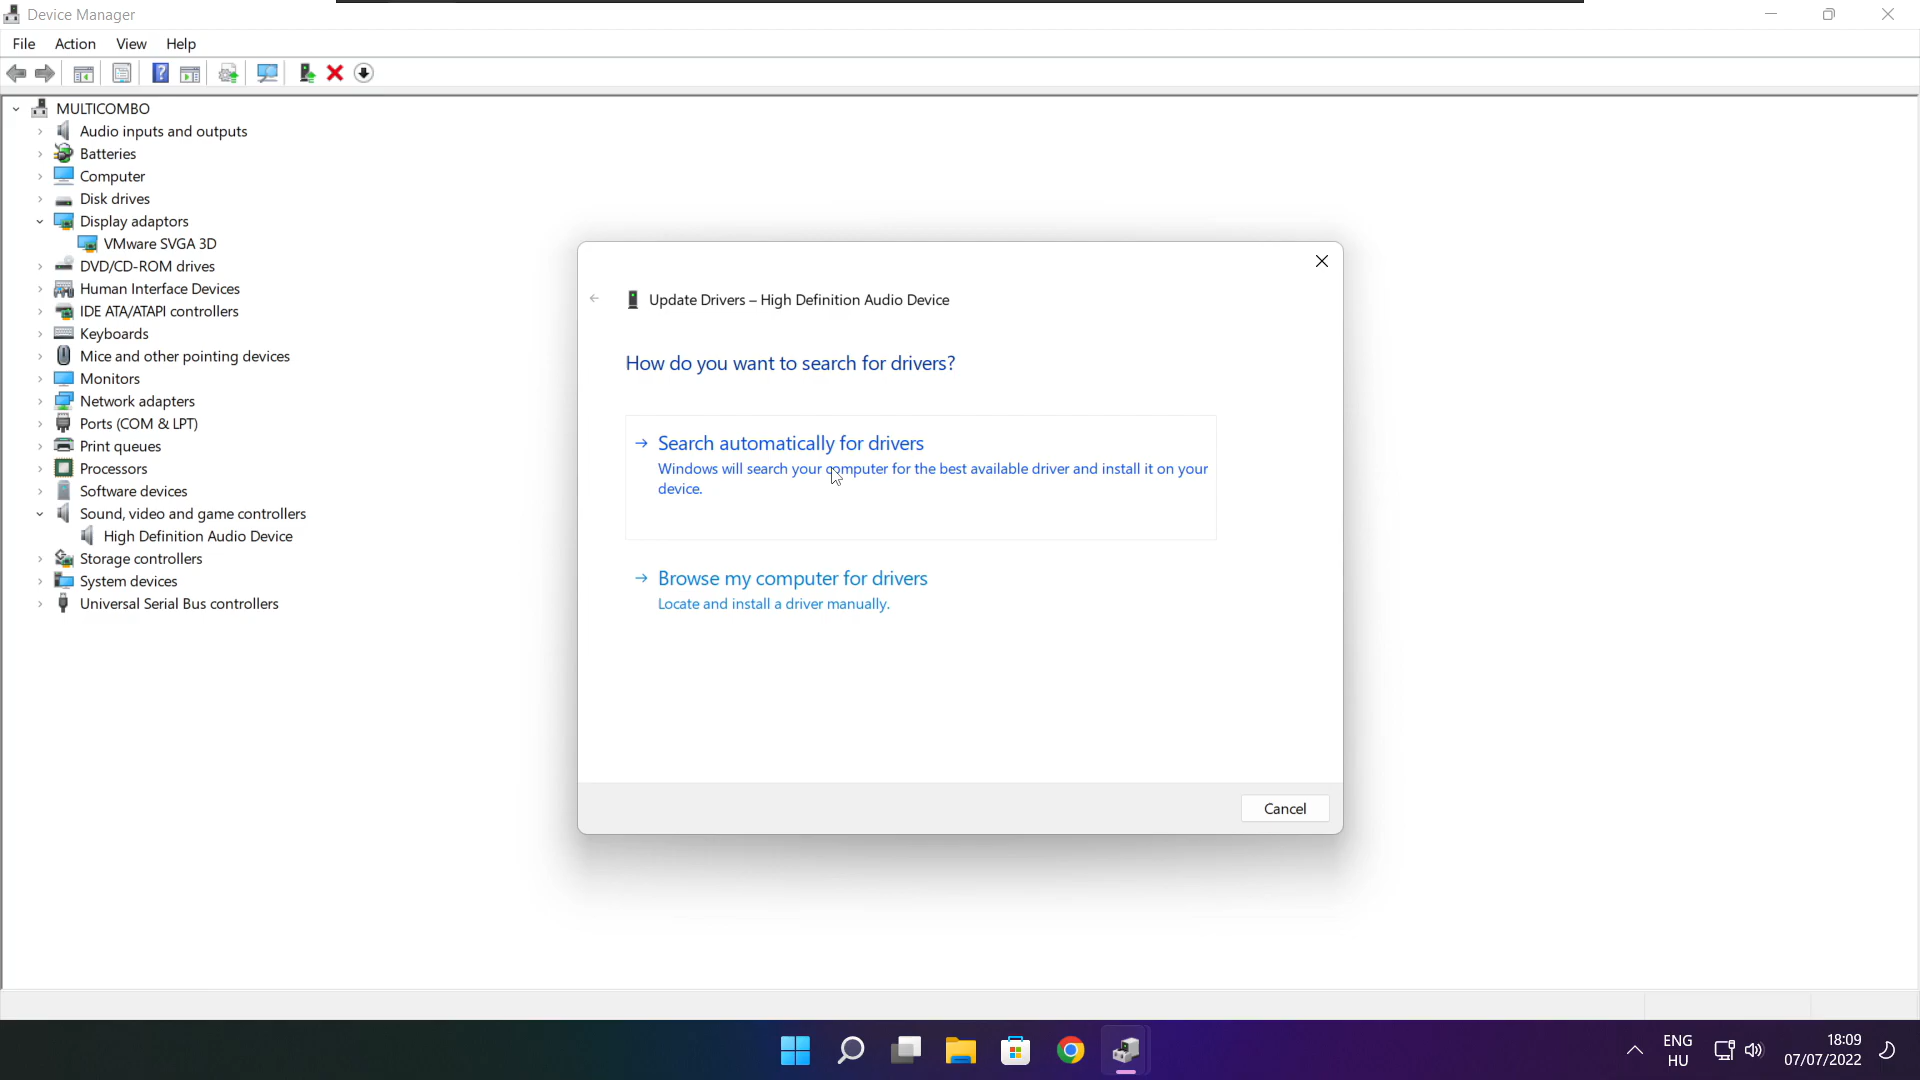 Device Manager
File Action View Help
MULTICOMBO
Audio inputs and outputs
Batteries
Computer
Disk drives
Display adaptors
VMware SVGA 3D
DVD/CD-ROM drives
Human Interface Devices
IDE ATA/ATAPI controllers
Keyboards
Mice and other pointing devices
Monitors
Network adapters
Ports (COM & LPT)
Print queues
Processors
Software devices
Sound, video and game controllers
High Definition Audio Device
Storage controllers
System devices
Universal Serial Bus controllers
Update Drivers – High Definition Audio Device
How do you want to search for drivers?
Search automatically for drivers
Windows will search your computer for the best available driver and install it on your
device.
Browse my computer for drivers
Locate and install a driver manually.
Cancel
ENG
HU
18:09
07/07/2022